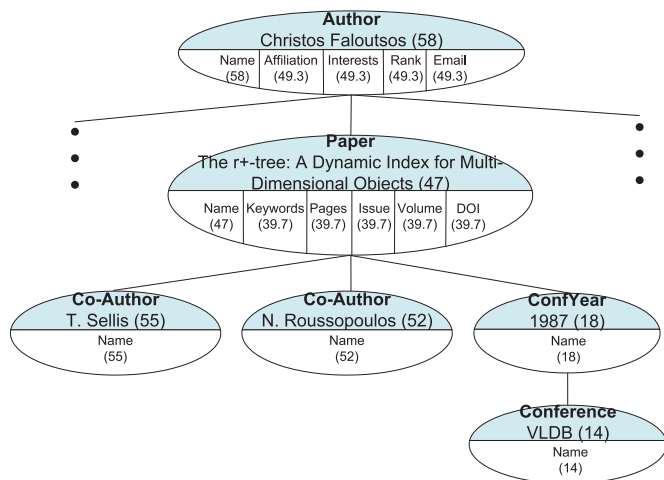 Author
Christos Faloutsos (58)
Name Affiliation Interests Rank Email
(58) (49.3) (49.3) (49.3) (49.3)
Paper
The r+-tree: A Dynamic Index for Multi-
Dimensional Objects (47)
Name Keywords Pages Issue Volume DOI
(47) (39.7) (39.7) (39.7) (39.7) (39.7)
Co-Author Co-Author ConfYear
T. Sellis (55) N. Roussopoulos (52) 1987 (18)
Name Name Name
(55) (52) (18)
Conference
VLDB (14)
Name
(14)